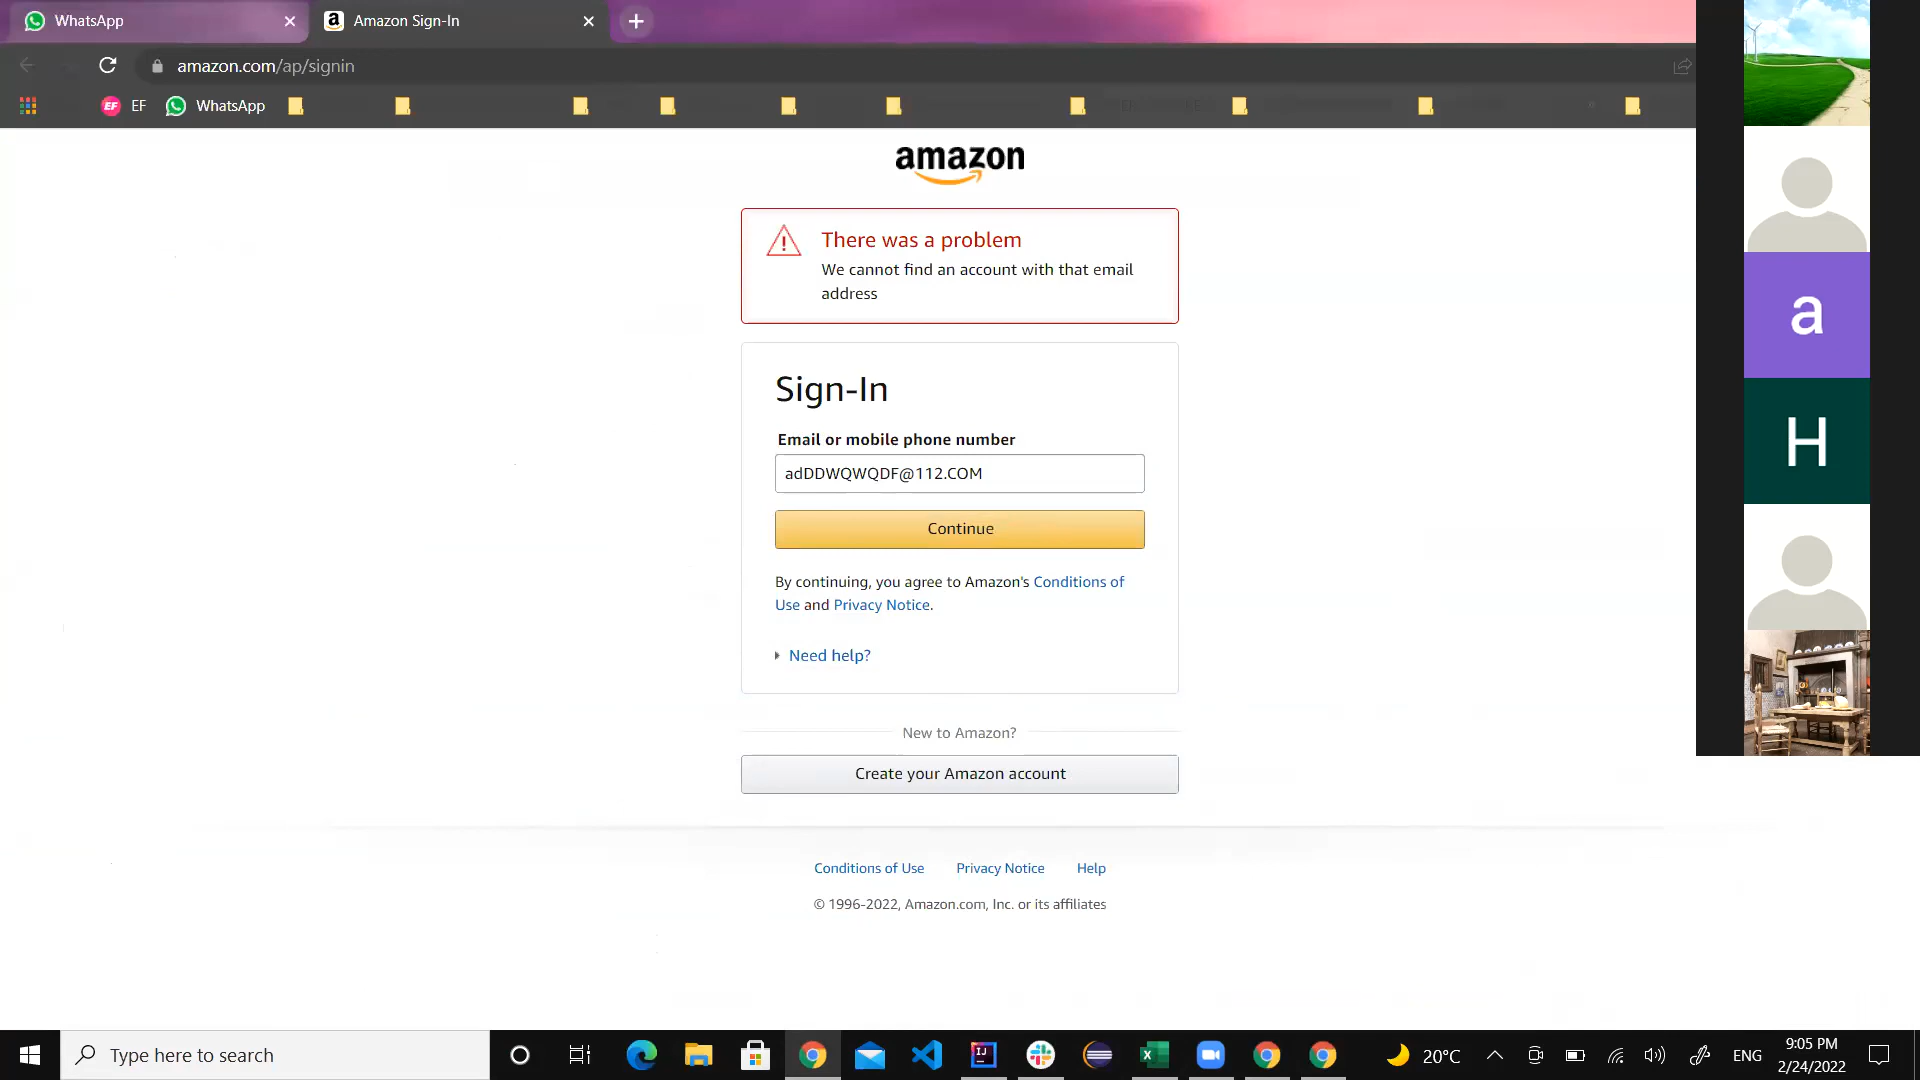 WhatsApp
Amazon Sign-In
amazon.com/ap/signin
EF EF
WhatsApp
amazon
There was a problem
We cannot find an account with that email
address
Sign-In
Email or mobile phone number
adDDWQWQDF@112.COM
Continue
By continuing, you agree to Amazon's Conditions of
Use and Privacy Notice.
Need help?
New to Amazon?
Create your Amazon account
Conditions of Use Privacy Notice Help
© 1996-2022, Amazon.com, Inc. or its affiliates
a
H
Type here to search
IJ
20°C
ENG
9:05 PM
2/24/2022